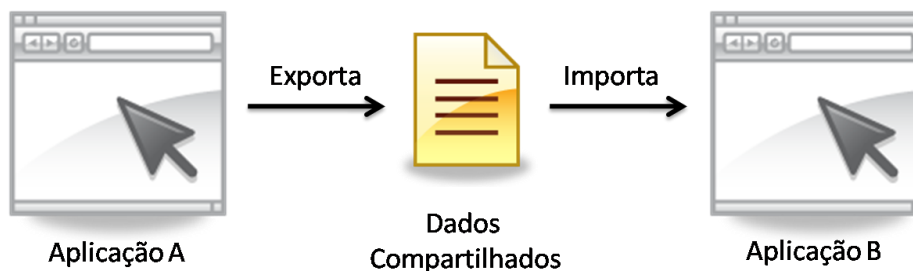 Exporta
Importa
Aplicação A
Dados
Compartilhados
Aplicação B